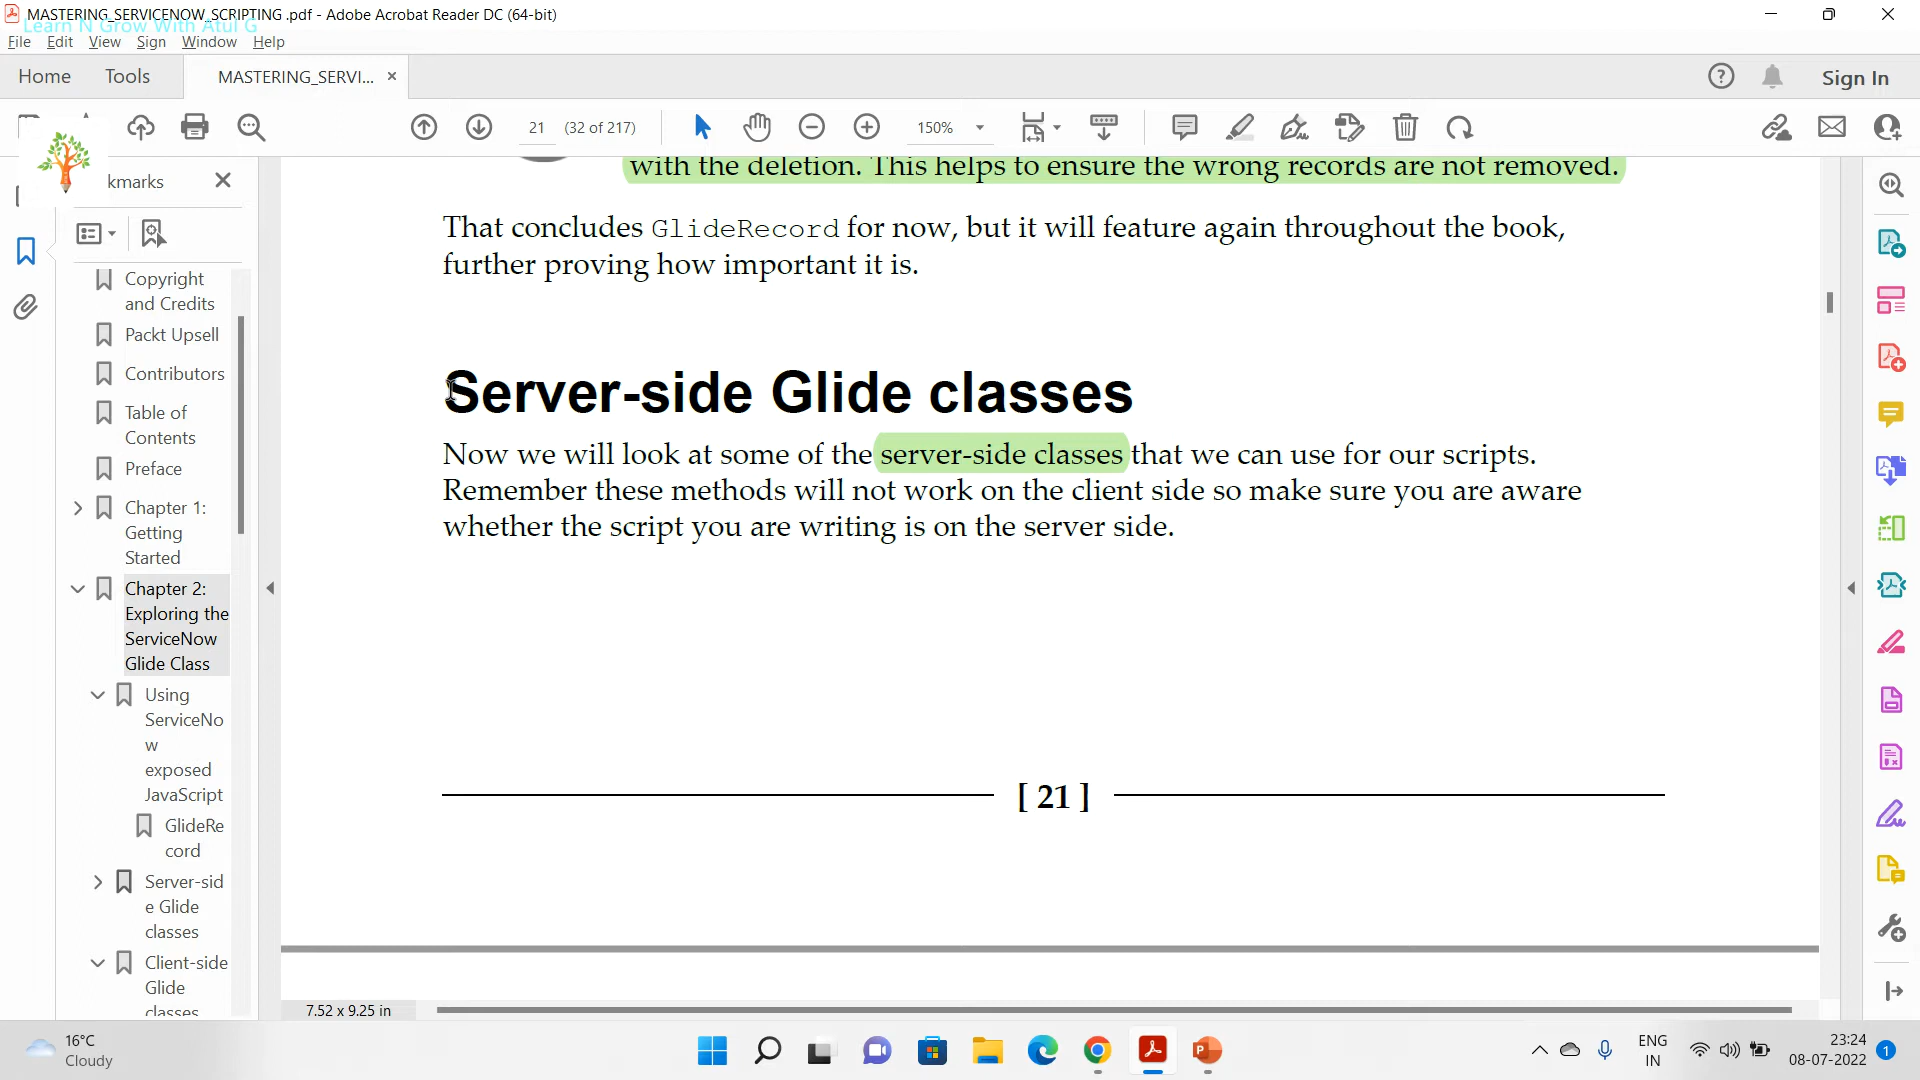 MASTERING_SERVICENOW_SCRIPTING .pdf - Adobe Acrobat Reader DC (64-bit)
Learn N Grow With Atul G
File Edit View Sign Window Help
Home Tools MASTERING_SERVI... × Sign In
21 (32 of 217) 150%
kmarks
Copyright
and Credits
Packt Upsell
Contributors
Table of
Contents
Preface
Chapter 1:
Getting
Started
Chapter 2:
Exploring the
ServiceNow
Glide Class
Using
ServiceNo
w
exposed
JavaScript
GlideRe
cord
Server-sid
e Glide
classes
Client-side
Glide
classes
with the deletion. This helps to ensure the wrong records are not removed.
That concludes GlideRecord for now, but it will feature again throughout the book,
further proving how important it is.
Server-side Glide classes
Now we will look at some of the server-side classes that we can use for our scripts.
Remember these methods will not work on the client side so make sure you are aware
whether the script you are writing is on the server side.
[ 21 ]
7.52 x 9.25 in
16°C
Cloudy
ENG
IN
23:24
08-07-2022
1